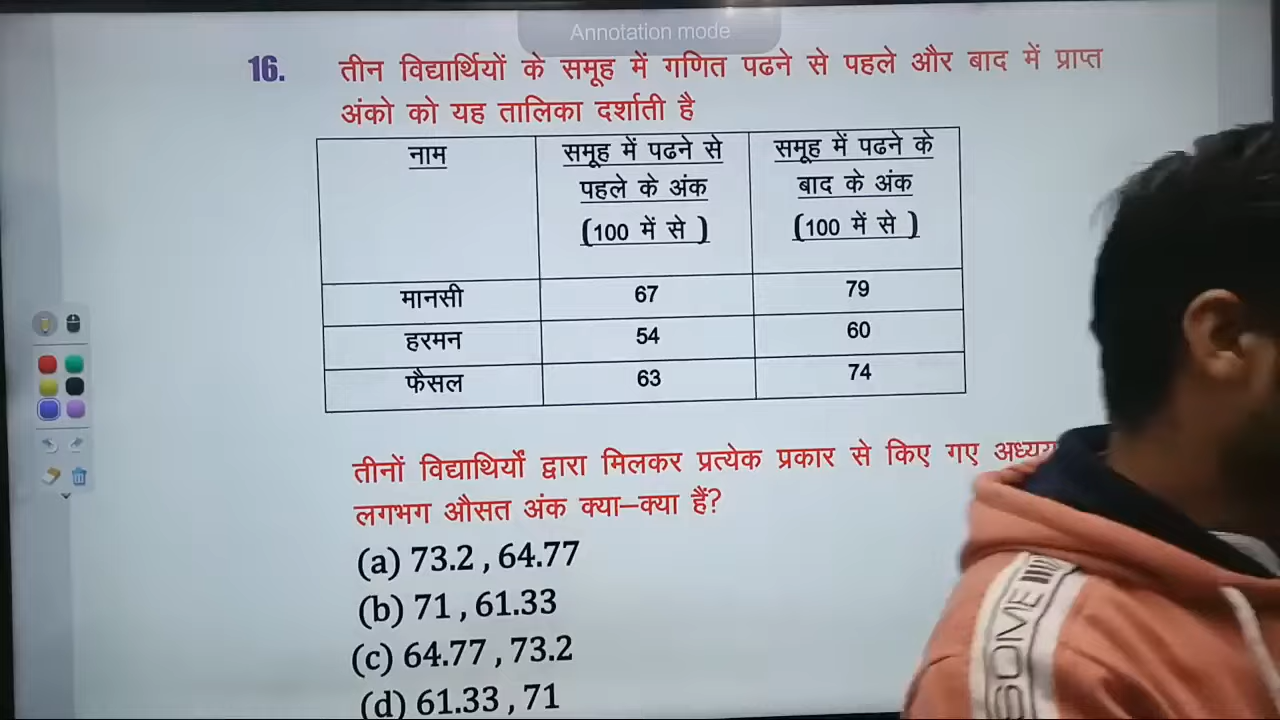 Annotation mode
16. तीन विद्यार्थियों के समूह में गणित पढने से पहले और बाद में प्राप्त
अंको को यह तालिका दर्शाती है
नाम
समूह में पढने से
पहले के अंक
(100 में से )
समूह में पढने के
बाद के अंक
(100 में से )
मानसी 67 79
हरमन 54 60
फैसल 63 74
तीनों विद्यार्थियों द्वारा मिलकर प्रत्येक प्रकार से किए गए
लगभग औसत अंक क्या–क्या हैं?
(a) 73.2 , 64.77
(b) 71 , 61.33
(c) 64.77 , 73.2
(d) 61.33 , 71
SOME